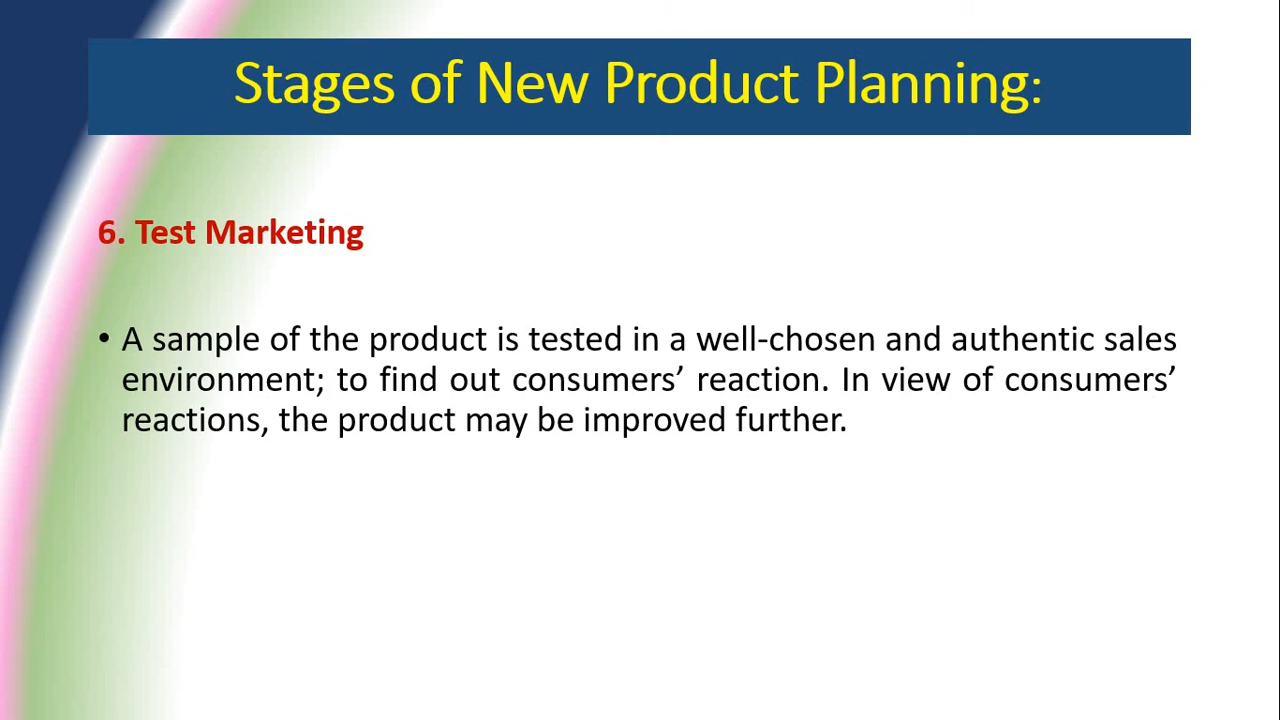 Stages of New Product Planning:
6. Test Marketing
• A sample of the product is tested in a well-chosen and authentic sales
environment; to find out consumers’ reaction. In view of consumers’
reactions, the product may be improved further.